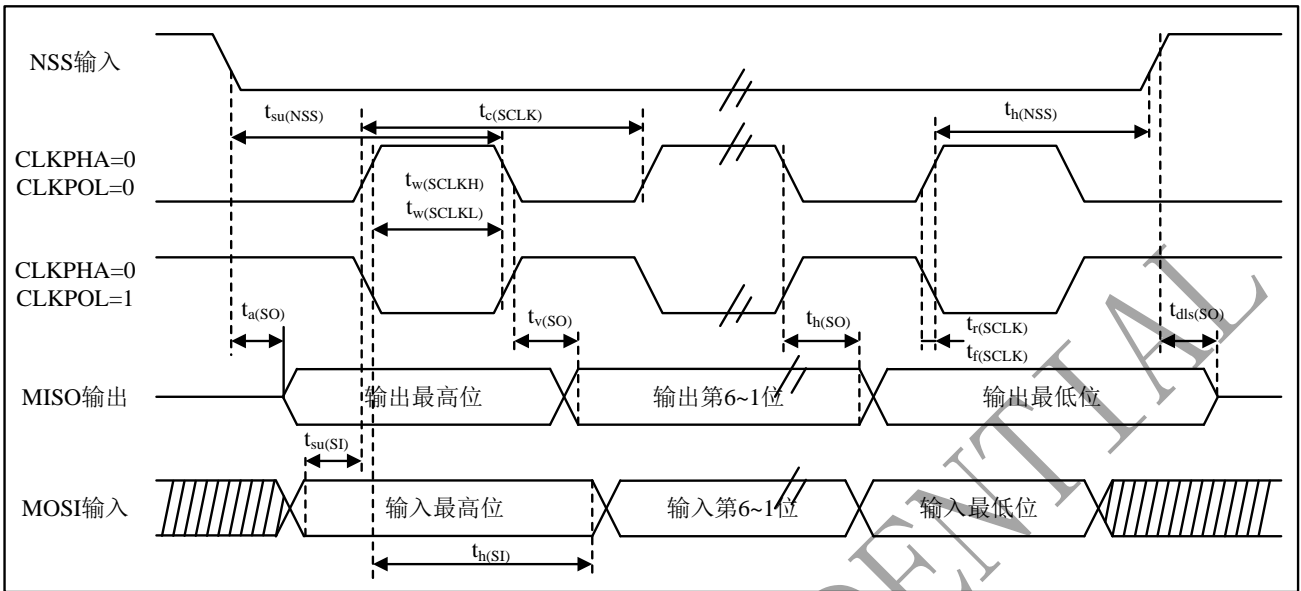 NSS输入
tsu(NSS)
tc(SCLK)
th(NSS)
CLKPHA=0
CLKPOL=0
tw(SCLKH)
tw(SCLKL)
CLKPHA=0
CLKPOL=1
ta(SO)
tv(SO)
th(SO)
tr(SCLK)
tf(SCLK)
tdls(SO)
MISO输出
输出最高位
输出第6~1位
输出最低位
tsu(SI)
MOSI输入
输入最高位
输入第6~1位
输入最低位
th(SI)
DENTIAL